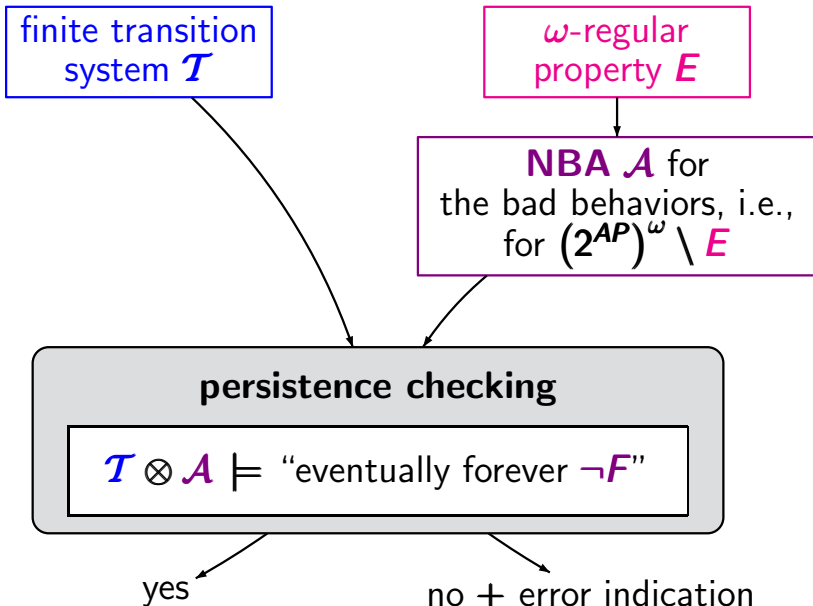 finite transition
system 𝒯
ω-regular
property E
NBA 𝒜 for
the bad behaviors, i.e.,
for (2^AP)^ω \ E
persistence checking
𝒯 ⊗ 𝒜 ⊨ “eventually forever ¬F”
yes
no + error indication